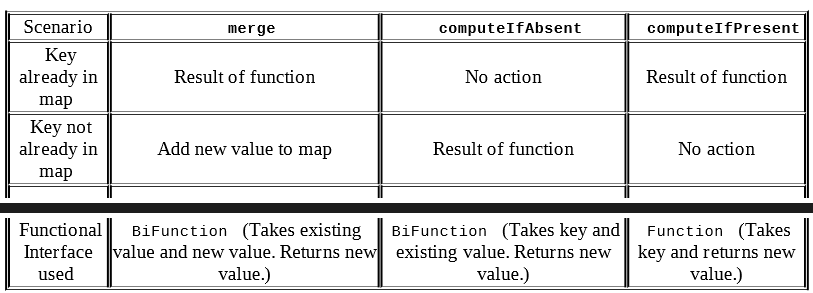 Scenario merge computeIfAbsent computeIfPresent
Key
already in
map
Result of function
No action
Result of function
Key not
already in
map
Add new value to map
Result of function
No action
Functional
Interface
used
BiFunction (Takes existing
value and new value. Returns new
value.)
BiFunction (Takes key and
existing value. Returns new
value.)
Function (Takes
key and returns new
value.)